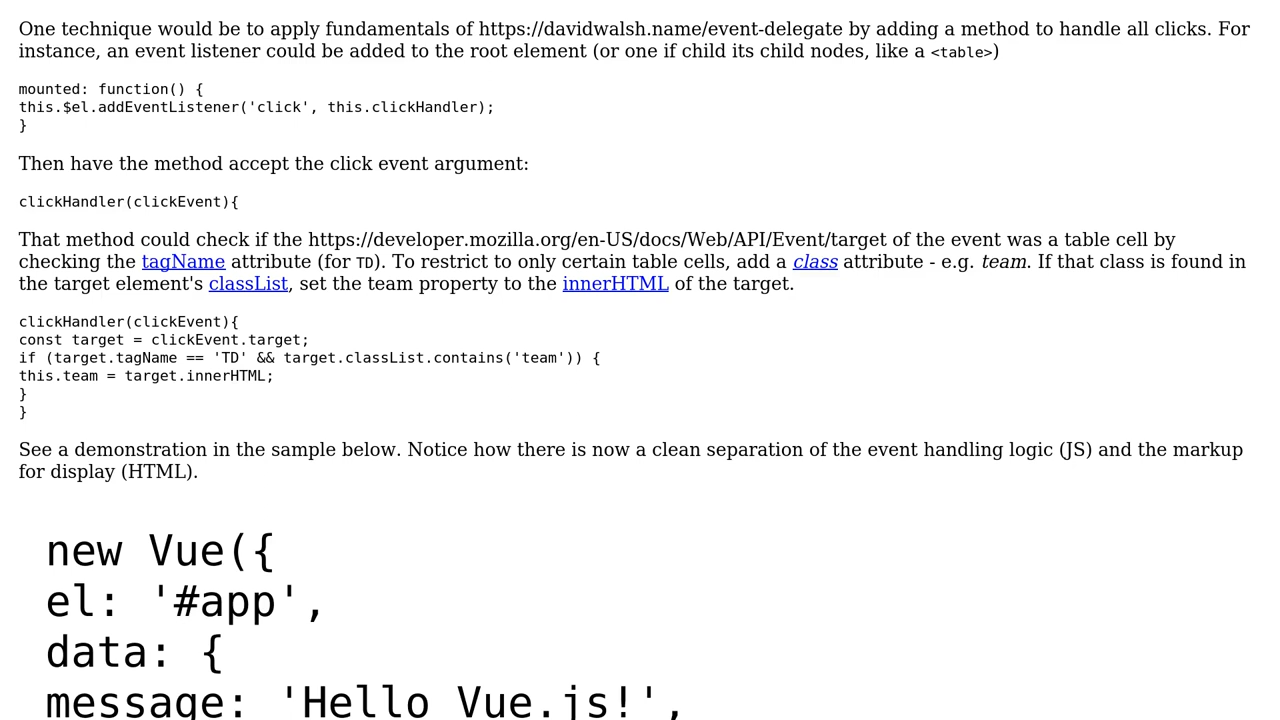 One technique would be to apply fundamentals of https://davidwalsh.name/event-delegate by adding a method to handle all clicks. For
instance, an event listener could be added to the root element (or one if child its child nodes, like a <table>)
mounted: function() {
this.$el.addEventListener('click', this.clickHandler);
}
Then have the method accept the click event argument:
clickHandler(clickEvent){
That method could check if the https://developer.mozilla.org/en-US/docs/Web/API/Event/target of the event was a table cell by
checking the tagName attribute (for TD). To restrict to only certain table cells, add a class attribute - e.g. team. If that class is found in
the target element's classList, set the team property to the innerHTML of the target.
clickHandler(clickEvent){
const target = clickEvent.target;
if (target.tagName == 'TD' && target.classList.contains('team')) {
this.team = target.innerHTML;
}
}
See a demonstration in the sample below. Notice how there is now a clean separation of the event handling logic (JS) and the markup
for display (HTML).
new Vue({
el: '#app',
data: {
message: 'Hello Vue.js!',